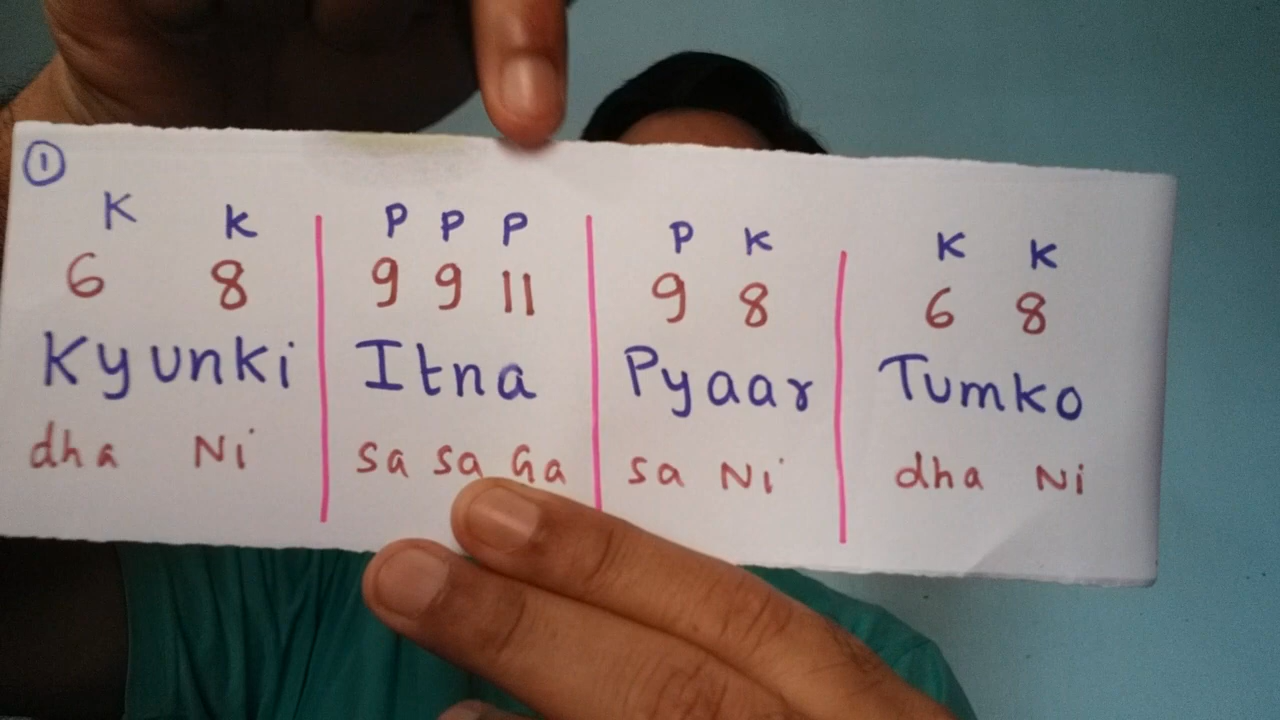 1
K K P P P P K K K
6 8 9 9 11 9 8 6 8
Kyunki Itna Pyaar Tumko
dha Ni Sa Sa Ga Sa Ni dha Ni